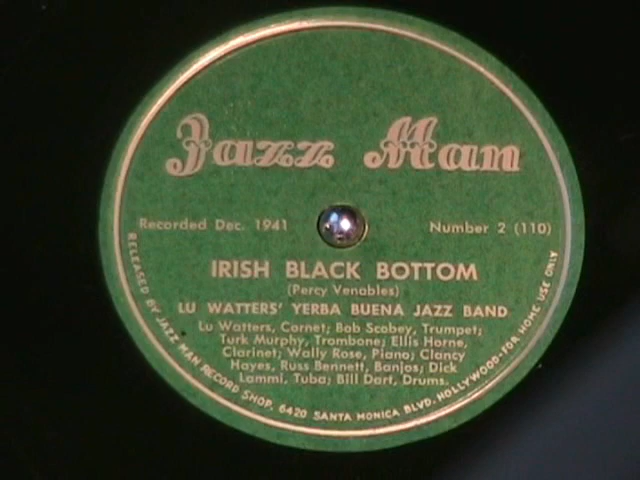 Jazz Man
Recorded Dec. 1941
Number 2 (110)
IRISH BLACK BOTTOM
(Percy Venables)
LU WATTERS' YERBA BUENA JAZZ BAND
Lu Watters, Cornet; Bob Scobey, Trumpet;
Turk Murphy, Trombone; Ellis Horne,
Clarinet; Wally Rose, Piano; Clancy
Hayes, Russ Bennett, Banjos; Dick
Lammi, Tuba; Bill Dart, Drums.
RELEASED BY JAZZ MAN RECORD SHOP, 6420 SANTA MONICA BLVD. HOLLYWOOD-FOR HOME USE ONLY